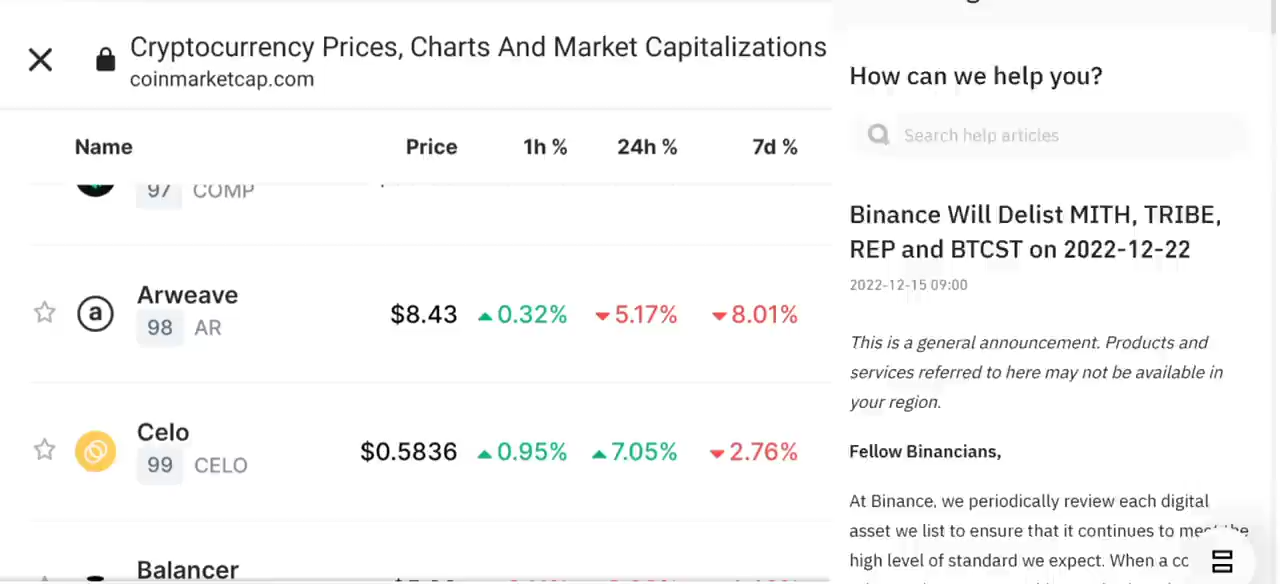 Cryptocurrency Prices, Charts And Market Capitalizations
coinmarketcap.com
Name Price 1h % 24h % 7d %
97 COMP
Arweave
98 AR $8.43 0.32% 5.17% 8.01%
Celo
99 CELO $0.5836 0.95% 7.05% 2.76%
Balancer
How can we help you?
Search help articles
Binance Will Delist MITH, TRIBE,
REP and BTCST on 2022-12-22
2022-12-15 09:00
This is a general announcement. Products and
services referred to here may not be available in
your region.
Fellow Binancians,
At Binance, we periodically review each digital
asset we list to ensure that it continues to meet the
high level of standard we expect. When a